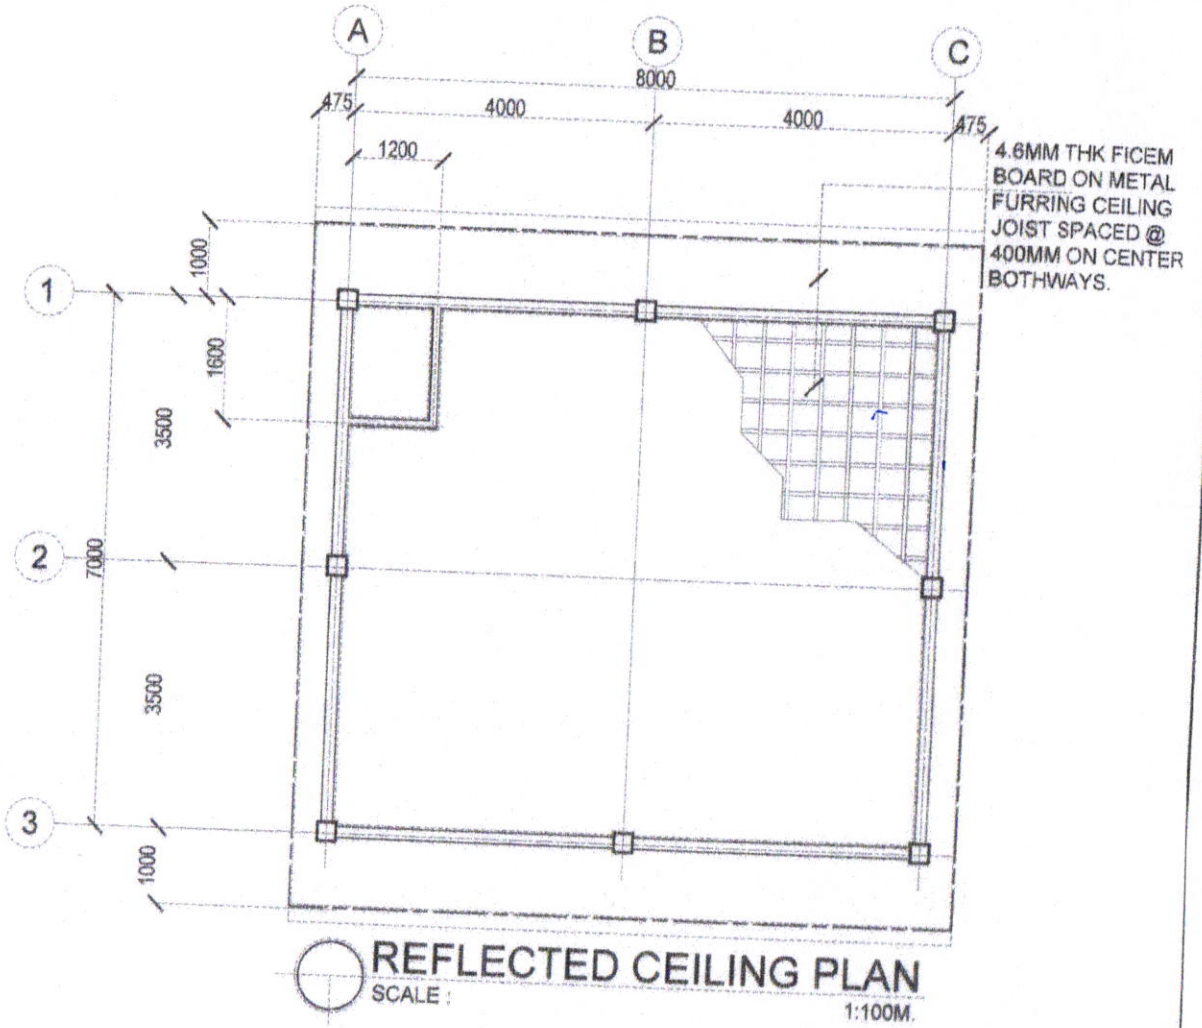 A
B
C
8000
475
4000
4000
475
1200
4.6MM THK FICEM
BOARD ON METAL
FURRING CEILING
JOIST SPACED @
400MM ON CENTER
BOTHWAYS.
1000
1
1600
3500
2
7000
3500
3
1000
REFLECTED CEILING PLAN
SCALE :
1:100M.